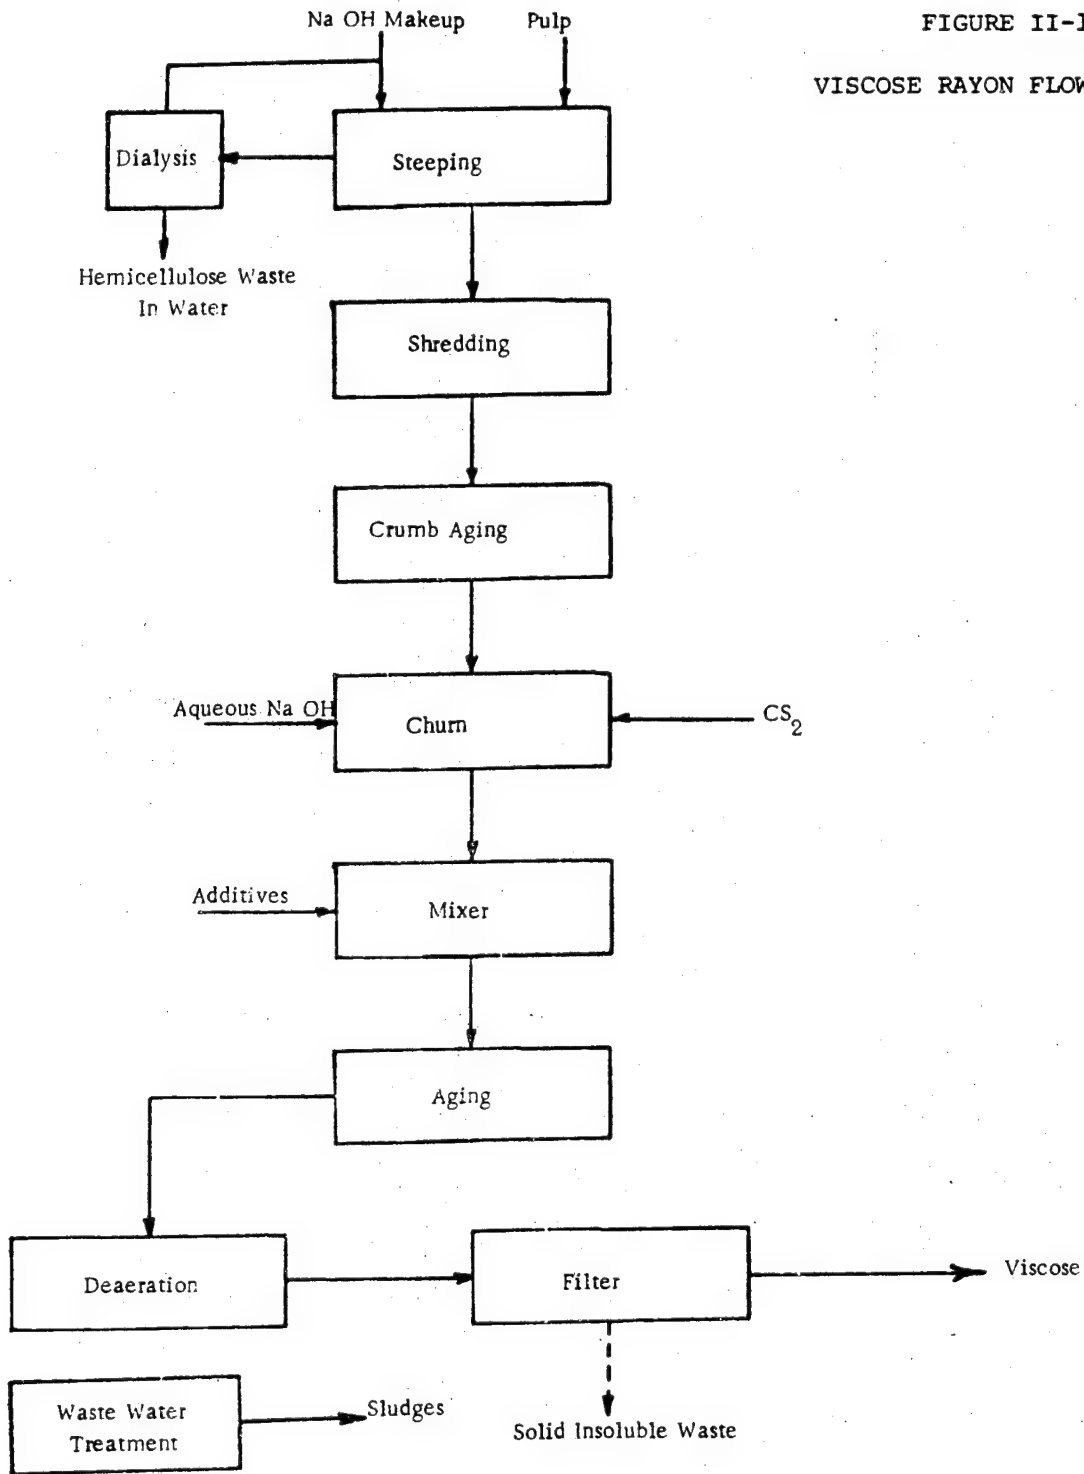 Na OH Makeup
Pulp
FIGURE II-1
VISCOSE RAYON FLOW
Dialysis
Steeping
Hemicellulose Waste
In Water
Shredding
Crumb Aging
Aqueous Na OH
Churn
CS2
Additives
Mixer
Aging
Deaeration
Filter
Viscose
Waste Water
Treatment
Sludges
Solid Insoluble Waste